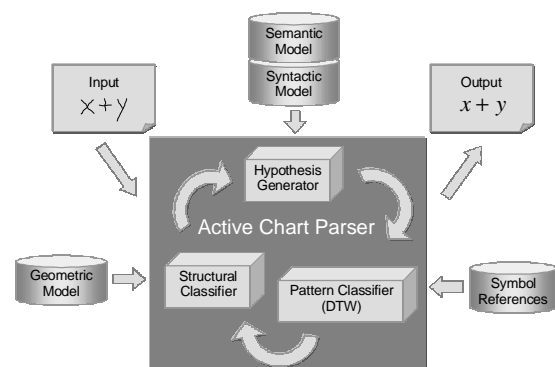 Semantic
Model
Syntactic
Model
Input
x+y
Output
x + y
Hypothesis
Generator
Active Chart Parser
Geometric
Model
Structural
Classifier
Pattern Classifier
(DTW)
Symbol
References